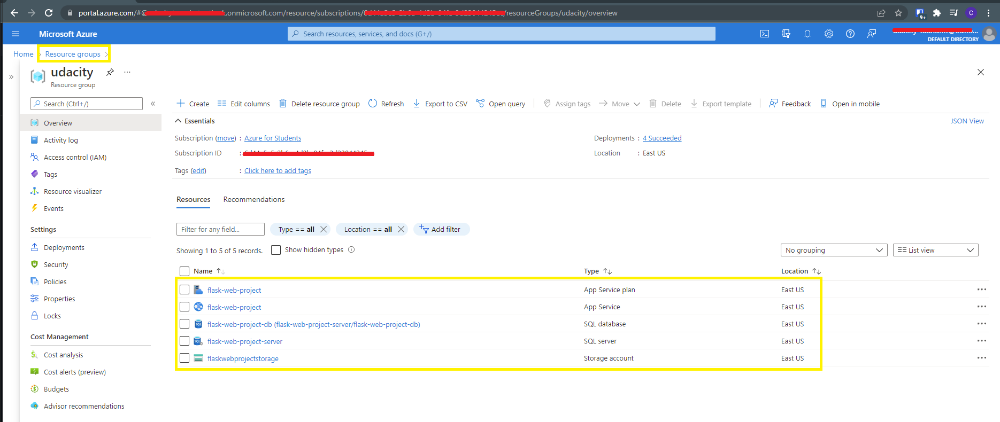 portal.azure.com/#@ .onmicrosoft.com/resource/subscriptions/ /resourceGroups/udacity/overview
9+
C
Microsoft Azure
Search resources, services, and docs (G+/)
DEFAULT DIRECTORY
Home > Resource groups >
udacity
Resource group
Search (Ctrl+/)
Overview
Activity log
Access control (IAM)
Tags
Resource visualizer
Events
Settings
Deployments
Security
Policies
Properties
Locks
Cost Management
Cost analysis
Cost alerts (preview)
Budgets
Advisor recommendations
Create Edit columns Delete resource group Refresh Export to CSV Open query Assign tags Move Delete Export template Feedback Open in mobile
Essentials JSON View
Subscription (move) : Azure for Students Deployments : 4 Succeeded
Subscription ID : Location : East US
Tags (edit) : Click here to add tags
Resources Recommendations
Filter for any field... Type == all Location == all Add filter
Showing 1 to 5 of 5 records. Show hidden types No grouping List view
Name Type Location
flask-web-project App Service plan East US
flask-web-project App Service East US
flask-web-project-db (flask-web-project-server/flask-web-project-db) SQL database East US
flask-web-project-server SQL server East US
flaskwebprojectstorage Storage account East US